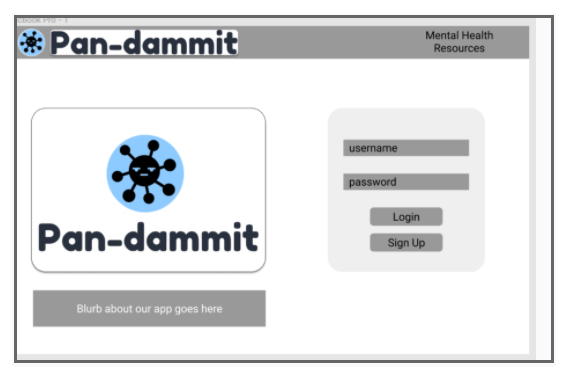 Book Pro - 1
Pan-dammit
Mental Health
Resources
username
password
Login
Sign Up
Pan-dammit
Blurb about our app goes here